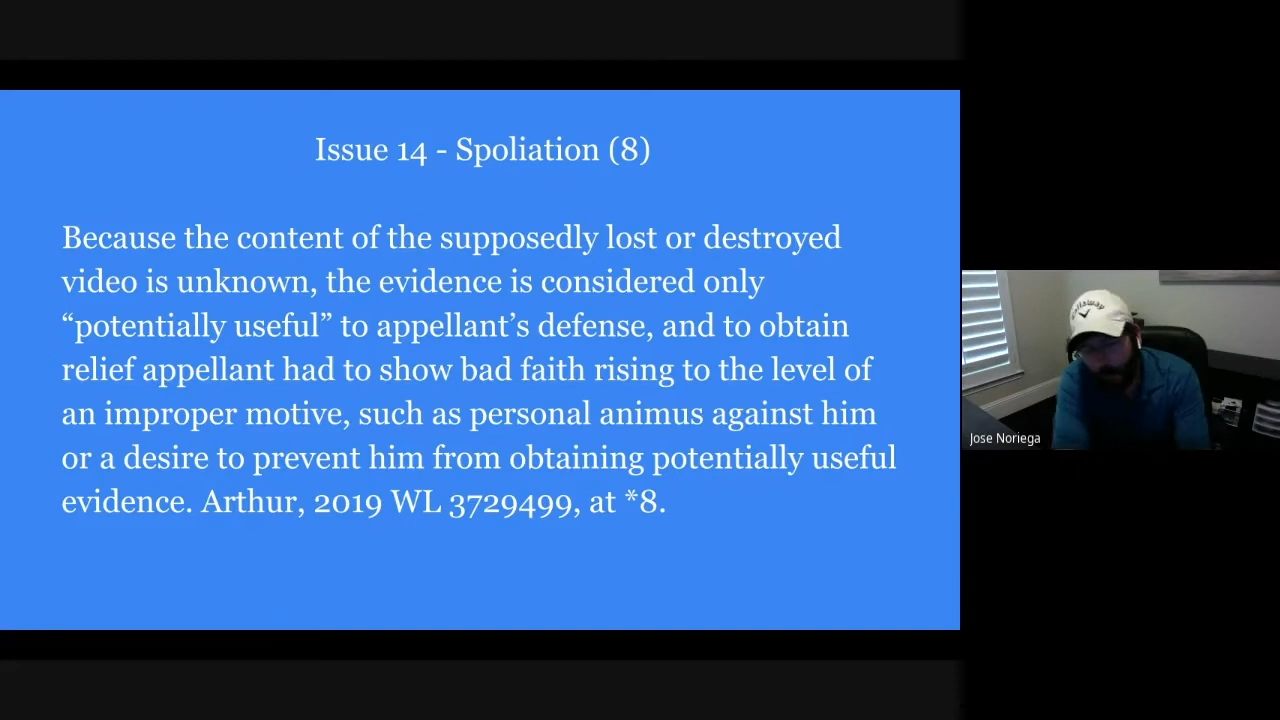 Issue 14 - Spoliation (8)
Because the content of the supposedly lost or destroyed
video is unknown, the evidence is considered only
“potentially useful” to appellant’s defense, and to obtain
relief appellant had to show bad faith rising to the level of
an improper motive, such as personal animus against him
or a desire to prevent him from obtaining potentially useful
evidence. Arthur, 2019 WL 3729499, at *8.
Callaway
Jose Noriega